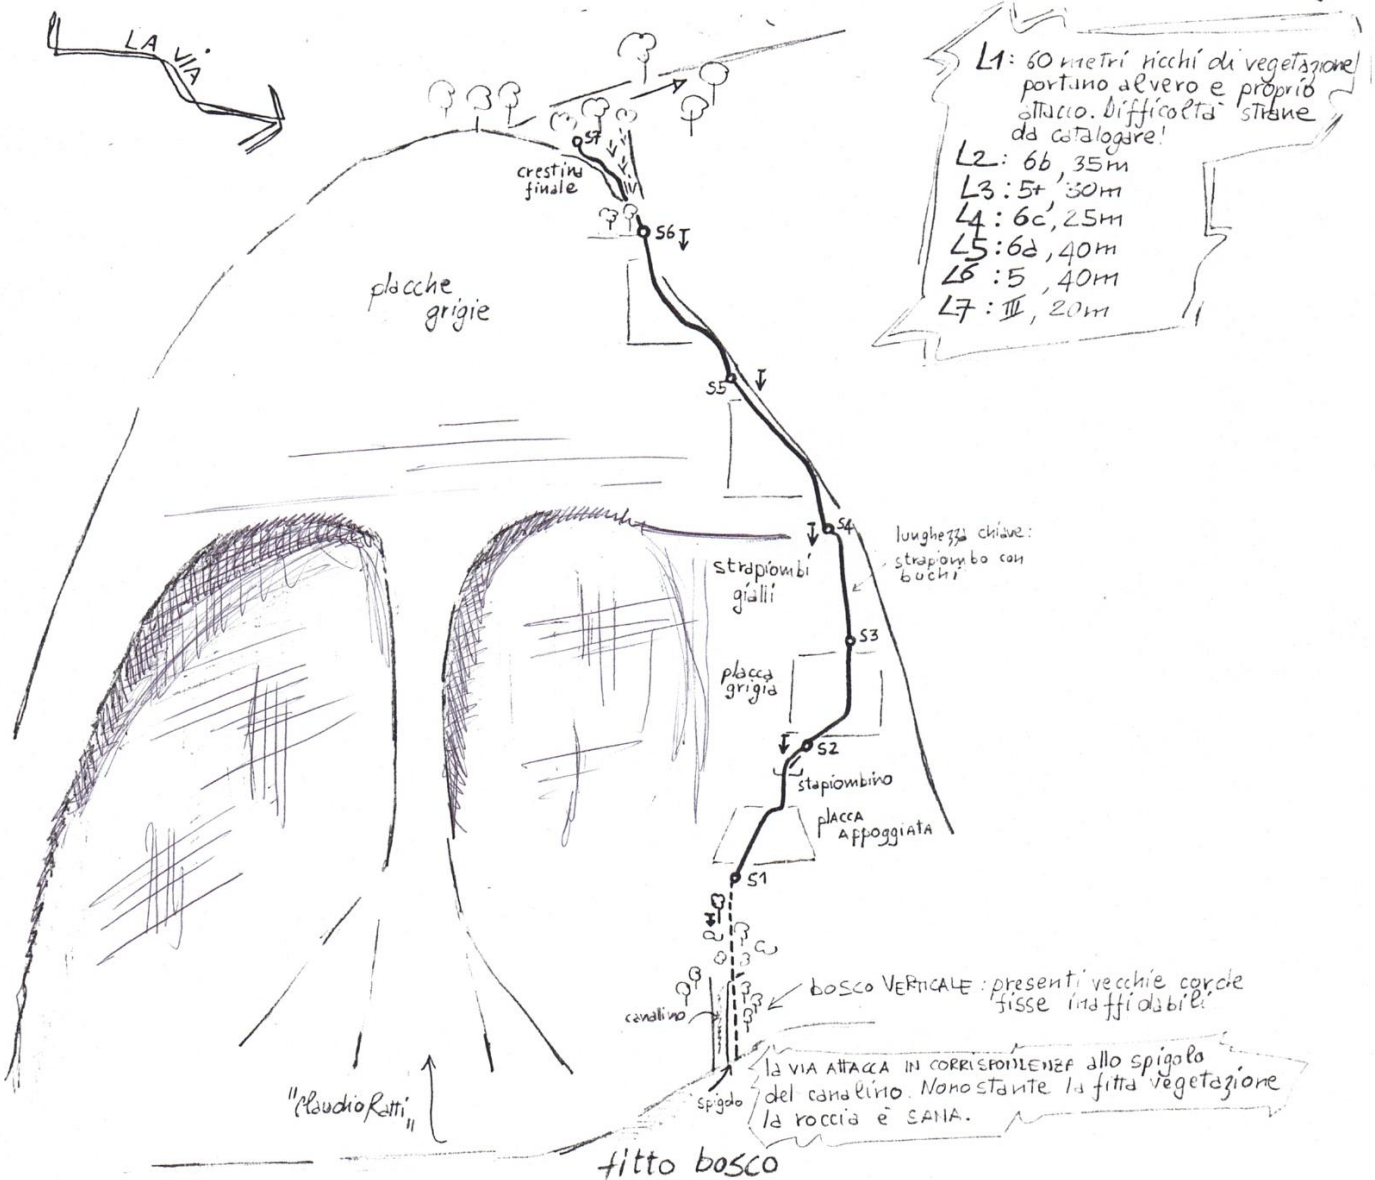 LA VIA
L1: 60 metri ricchi di vegetazione
portano al vero e proprio
attacco. Difficoltà strane
da catalogare!
L2: 6b, 35m
L3: 5+, 30m
L4: 6c, 25m
L5: 6a, 40m
L6: 5, 40m
L7: III, 20m
S7
crestina
finale
S6
placche
grigie
S5
S4
lunghezza chiave:
strapiombo con
buchi
strapiombi
gialli
S3
placca
grigia
S2
stapiombino
placca
appoggiata
S1
bosco verticale: presenti vecchie corde
fisse inaffidabili
canalino
la via attacca in corrispondenza allo spigolo
del canalino. Nonostante la fitta vegetazione
la roccia è sana.
spigolo
"Claudio Ratti"
fitto bosco